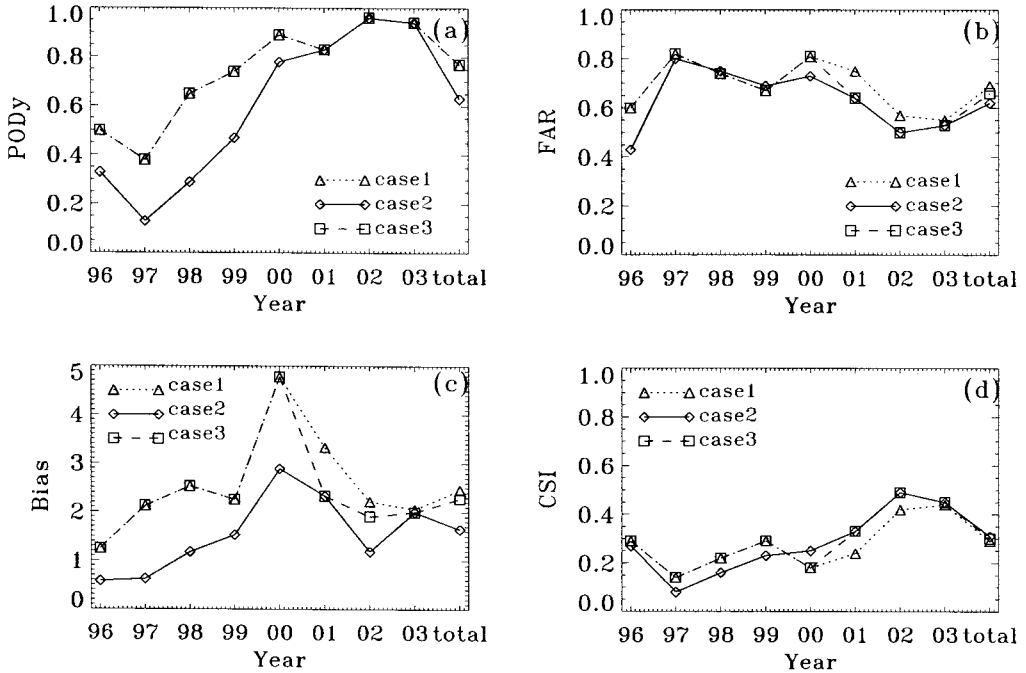 (a)
PODy
1.0
0.8
0.6
0.4
0.2
0.0
case1
case2
case3
96 97 98 99 00 01 02 03 total
Year
(b)
FAR
1.0
0.8
0.6
0.4
0.2
0.0
case1
case2
case3
96 97 98 99 00 01 02 03 total
Year
(c)
Bias
5
4
3
2
1
0
case1
case2
case3
96 97 98 99 00 01 02 03 total
Year
(d)
CSI
1.0
0.8
0.6
0.4
0.2
0.0
case1
case2
case3
96 97 98 99 00 01 02 03 total
Year